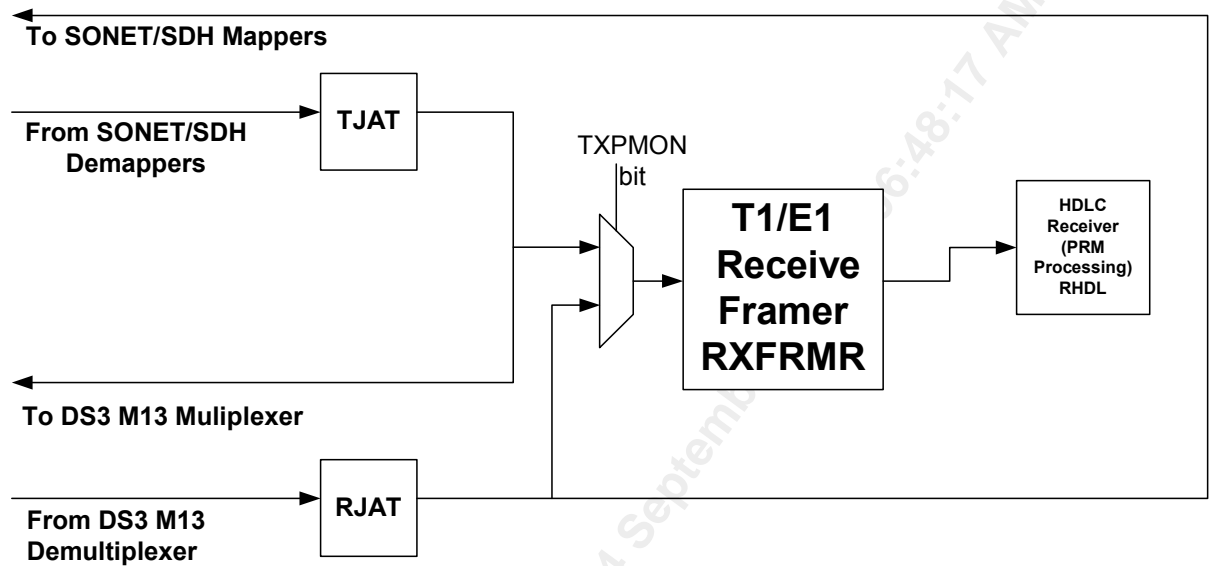 To SONET/SDH Mappers
From SONET/SDH
Demappers
TJAT
TXPMON
bit
T1/E1
Receive
Framer
RXFRMR
HDLC
Receiver
(PRM
Processing)
RHDL
To DS3 M13 Muliplexer
From DS3 M13
Demultiplexer
RJAT